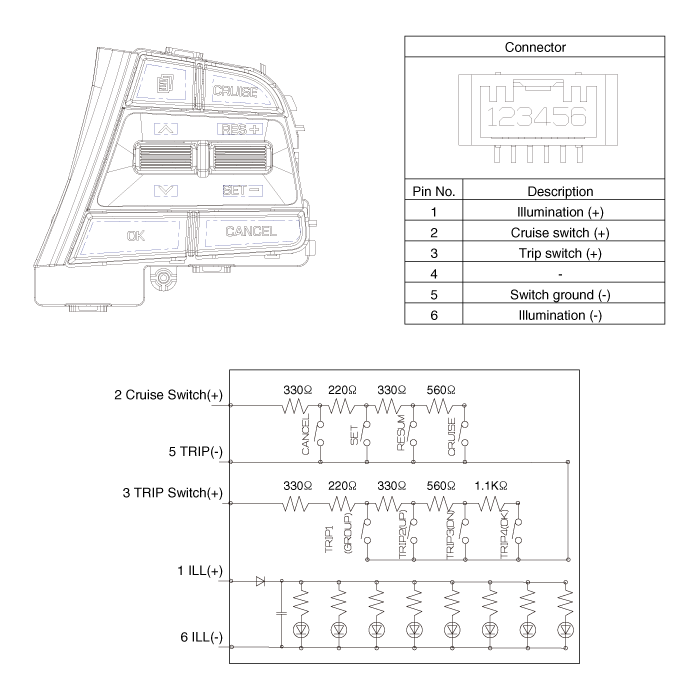 CRUISE
RES +
SET −
OK
CANCEL
Connector
123456
Pin No. Description
1 Illumination (+)
2 Cruise switch (+)
3 Trip switch (+)
4 -
5 Switch ground (-)
6 Illumination (-)
2 Cruise Switch(+)
330Ω 220Ω 330Ω 560Ω
CANCEL
SET
RESUM
CRUISE
5 TRIP(-)
3 TRIP Switch(+)
330Ω 220Ω 330Ω 560Ω 1.1KΩ
TRIP1
(GROUP)
TRIP2(UP)
TRIP3(DN)
TRIP4(OK)
1 ILL(+)
6 ILL(-)